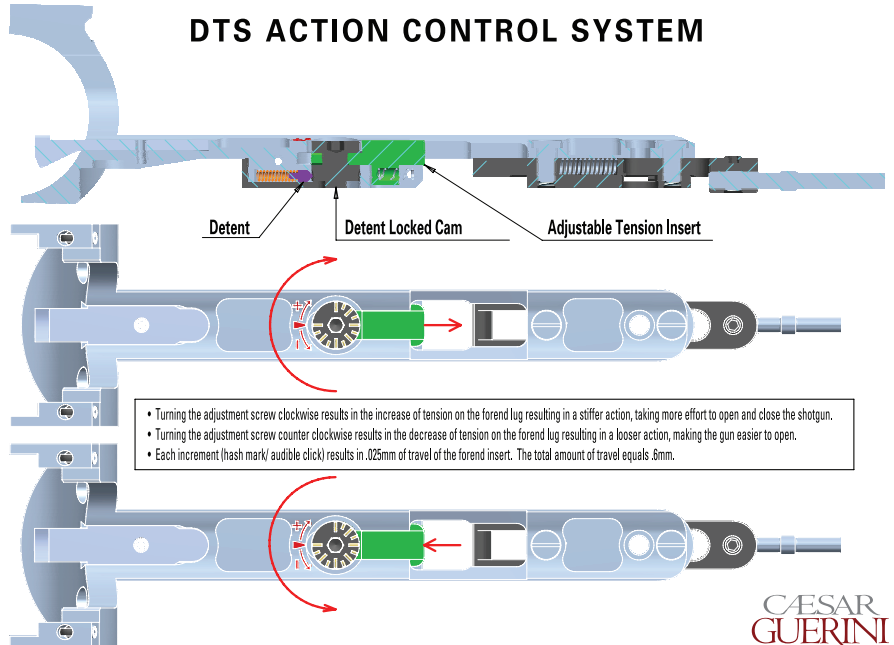 DTS ACTION CONTROL SYSTEM
Detent
Detent Locked Cam
Adjustable Tension Insert
+
–
• Turning the adjustment screw clockwise results in the increase of tension on the forend lug resulting in a stiffer action, taking more effort to open and close the shotgun.
• Turning the adjustment screw counter clockwise results in the decrease of tension on the forend lug resulting in a looser action, making the gun easier to open.
• Each increment (hash mark/ audible click) results in .025mm of travel of the forend insert. The total amount of travel equals .6mm.
+
–
CÆSAR
GUERINI